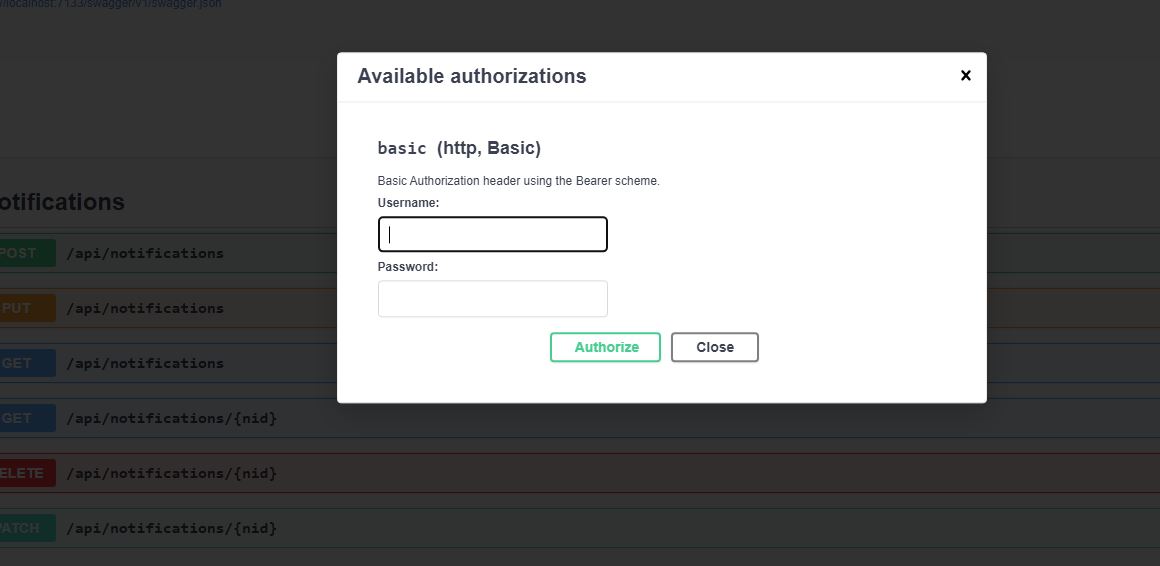 //localhost:7133/swagger/v1/swagger.json
Available authorizations
×
basic (http, Basic)
Basic Authorization header using the Bearer scheme.
Username:
Password:
Authorize
Close
otifications
POST /api/notifications
PUT /api/notifications
GET /api/notifications
GET /api/notifications/{nid}
ELETE /api/notifications/{nid}
PATCH /api/notifications/{nid}